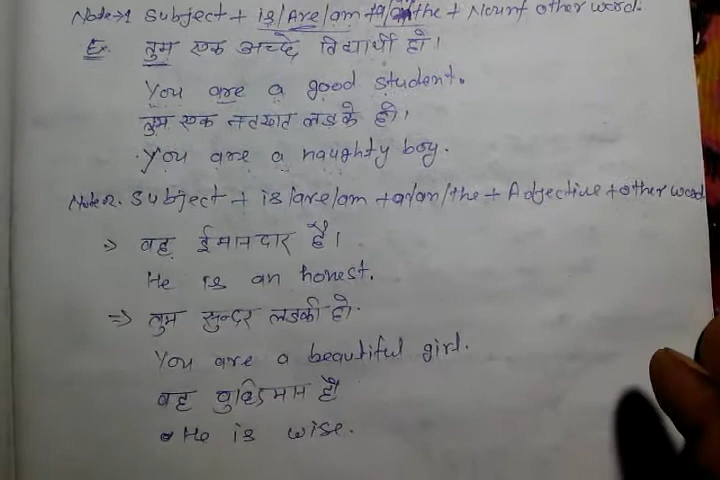 Note→1 Subject + is/Are/am + a/an/the + Noun + other word.
Ex. तुम एक अच्छे विद्यार्थी हो।
You are a good student.
तुम एक नटखट लडके हो।
You are a naughty boy.
Note 2. Subject + is/are/am + a/an/the + Adjective + other word
⇒ वह ईमानदार है।
He is an honest.
⇒ तुम सुन्दर लडकी हो.
You are a beautiful girl.
वह बुद्धिमान है
He is wise.